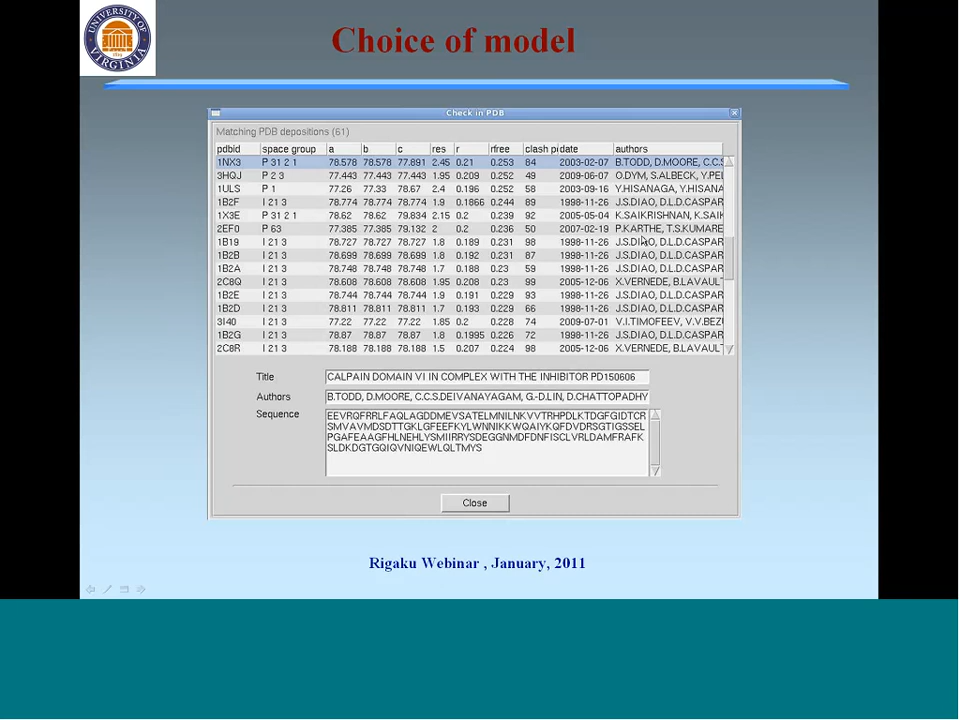 UNIVERSITY OF VIRGINIA
Choice of model
Check in PDB
Matching PDB depositions (61)
pdbid space group a b c res r rfree clash pi date authors
1NX3 P 31 2 1 78.578 78.578 77.891 2.45 0.21 0.253 84 2003-02-07 B.TODD, D.MOORE, C.C.S
3HQJ P 2 3 77.443 77.443 77.443 1.95 0.209 0.252 49 2009-06-07 O.DYM, S.ALBECK, Y.PEL
1ULS P 1 77.26 77.33 78.67 2.4 0.196 0.252 58 2003-09-16 Y.HISANAGA, Y.HISANA
1B2F I 21 3 78.774 78.774 78.774 1.9 0.1866 0.244 89 1998-11-26 J.S.DIAO, D.L.D.CASPAR
1X3E P 31 2 1 78.62 78.62 79.834 2.15 0.2 0.239 92 2005-05-04 K.SAIKRISHNAN, K.SAIK
2EF0 P 63 77.385 77.385 79.132 2 0.2 0.236 50 2007-02-19 P.KARTHE, T.S.KUMARE
1B19 I 21 3 78.727 78.727 78.727 1.8 0.189 0.231 98 1998-11-26 J.S.DIAO, D.L.D.CASPAR
1B2B I 21 3 78.699 78.699 78.699 1.8 0.192 0.231 87 1998-11-26 J.S.DIAO, D.L.D.CASPAR
1B2A I 21 3 78.748 78.748 78.748 1.7 0.188 0.23 59 1998-11-26 J.S.DIAO, D.L.D.CASPAR
2C8Q I 21 3 78.608 78.608 78.608 1.95 0.208 0.23 99 2005-12-06 X.VERNEDE, B.LAVAULT
1B2E I 21 3 78.744 78.744 78.744 1.9 0.191 0.229 93 1998-11-26 J.S.DIAO, D.L.D.CASPAR
1B2D I 21 3 78.811 78.811 78.811 1.7 0.193 0.229 66 1998-11-26 J.S.DIAO, D.L.D.CASPAR
3I40 I 21 3 77.22 77.22 77.22 1.85 0.2 0.228 74 2009-07-01 V.I.TIMOFEEV, V.V.BEZU
1B2G I 21 3 78.87 78.87 78.87 1.8 0.1995 0.226 72 1998-11-26 J.S.DIAO, D.L.D.CASPAR
2C8R I 21 3 78.188 78.188 78.188 1.5 0.207 0.224 98 2005-12-06 X.VERNEDE, B.LAVAULT
Title CALPAIN DOMAIN VI IN COMPLEX WITH THE INHIBITOR PD150606
Authors B.TODD, D.MOORE, C.C.S.DEIVANAYAGAM, G.-D.LIN, D.CHATTOPADHY
Sequence EEVRQFRRLFAQLAGDDMEVSATELMNILNKVVTRHPDLKTDGFGIDTCR
SMVAVMDSDTTGKLGFEEFKYLWNNIKKWQAIYKQFDVDRSGTIGSSEL
PGAFEAAGFHLNEHLYSMIIRRYSDEGGNMDFDNFISCLVRLDAMFRAFK
SLDKDGTGQIQVNIQEWLQLTMYS
Close
Rigaku Webinar , January, 2011